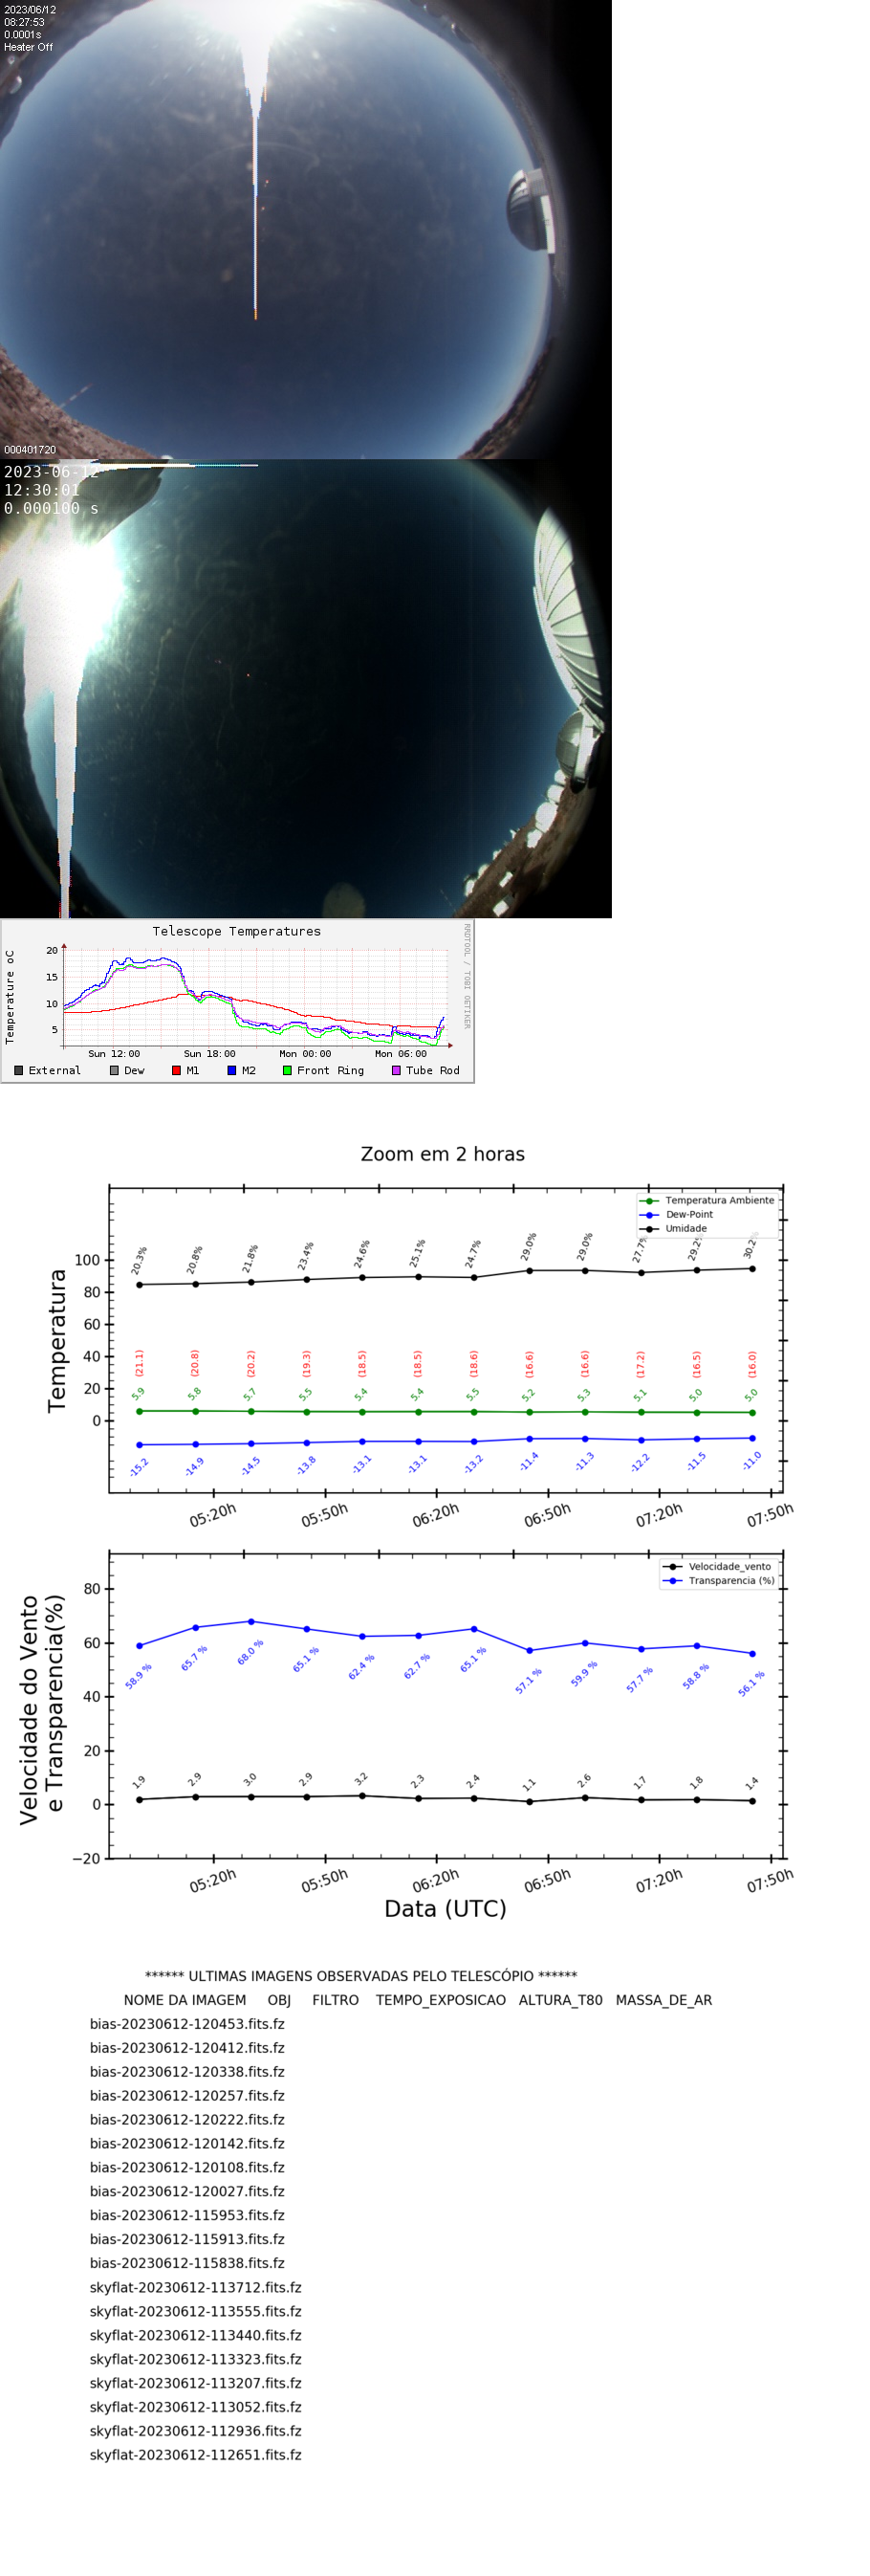 2023/06/12
08:27:53
0.0001s
Heater Off
000401720
2023-06-12
12:30:01
0.000100 s
Telescope Temperatures
RRDTOOL / TOBI OETIKER
Temperature oC
20
15
10
5
Sun 12:00 Sun 18:00 Mon 00:00 Mon 06:00
External Dew M1 M2 Front Ring Tube Rod
Zoom em 2 horas
Temperatura Ambiente
Dew-Point
Umidade
Temperatura
100
80
60
40
20
0
20.3% 20.8% 21.8% 23.4% 24.6% 25.1% 24.7% 29.0% 29.0% 27.7% 29.2% 30.2%
(21.1) (20.8) (20.2) (19.3) (18.5) (18.5) (18.6) (16.6) (16.6) (17.2) (16.5) (16.0)
5.9 5.8 5.7 5.5 5.4 5.4 5.5 5.2 5.3 5.1 5.0 5.0
-15.2 -14.9 -14.5 -13.8 -13.1 -13.1 -13.2 -11.4 -11.3 -12.2 -11.5 -11.0
05:20h 05:50h 06:20h 06:50h 07:20h 07:50h
Velocidade_vento
Transparencia (%)
Velocidade do Vento
e Transparencia(%)
80
60
40
20
0
−20
58.9 % 65.7 % 68.0 % 65.1 % 62.4 % 62.7 % 65.1 % 57.1 % 59.9 % 57.7 % 58.8 % 56.1 %
1.9 2.9 3.0 2.9 3.2 2.3 2.4 1.1 2.6 1.7 1.8 1.4
05:20h 05:50h 06:20h 06:50h 07:20h 07:50h
Data (UTC)
****** ULTIMAS IMAGENS OBSERVADAS PELO TELESCÓPIO ******
NOME DA IMAGEM OBJ FILTRO TEMPO_EXPOSICAO ALTURA_T80 MASSA_DE_AR
bias-20230612-120453.fits.fz
bias-20230612-120412.fits.fz
bias-20230612-120338.fits.fz
bias-20230612-120257.fits.fz
bias-20230612-120222.fits.fz
bias-20230612-120142.fits.fz
bias-20230612-120108.fits.fz
bias-20230612-120027.fits.fz
bias-20230612-115953.fits.fz
bias-20230612-115913.fits.fz
bias-20230612-115838.fits.fz
skyflat-20230612-113712.fits.fz
skyflat-20230612-113555.fits.fz
skyflat-20230612-113440.fits.fz
skyflat-20230612-113323.fits.fz
skyflat-20230612-113207.fits.fz
skyflat-20230612-113052.fits.fz
skyflat-20230612-112936.fits.fz
skyflat-20230612-112651.fits.fz